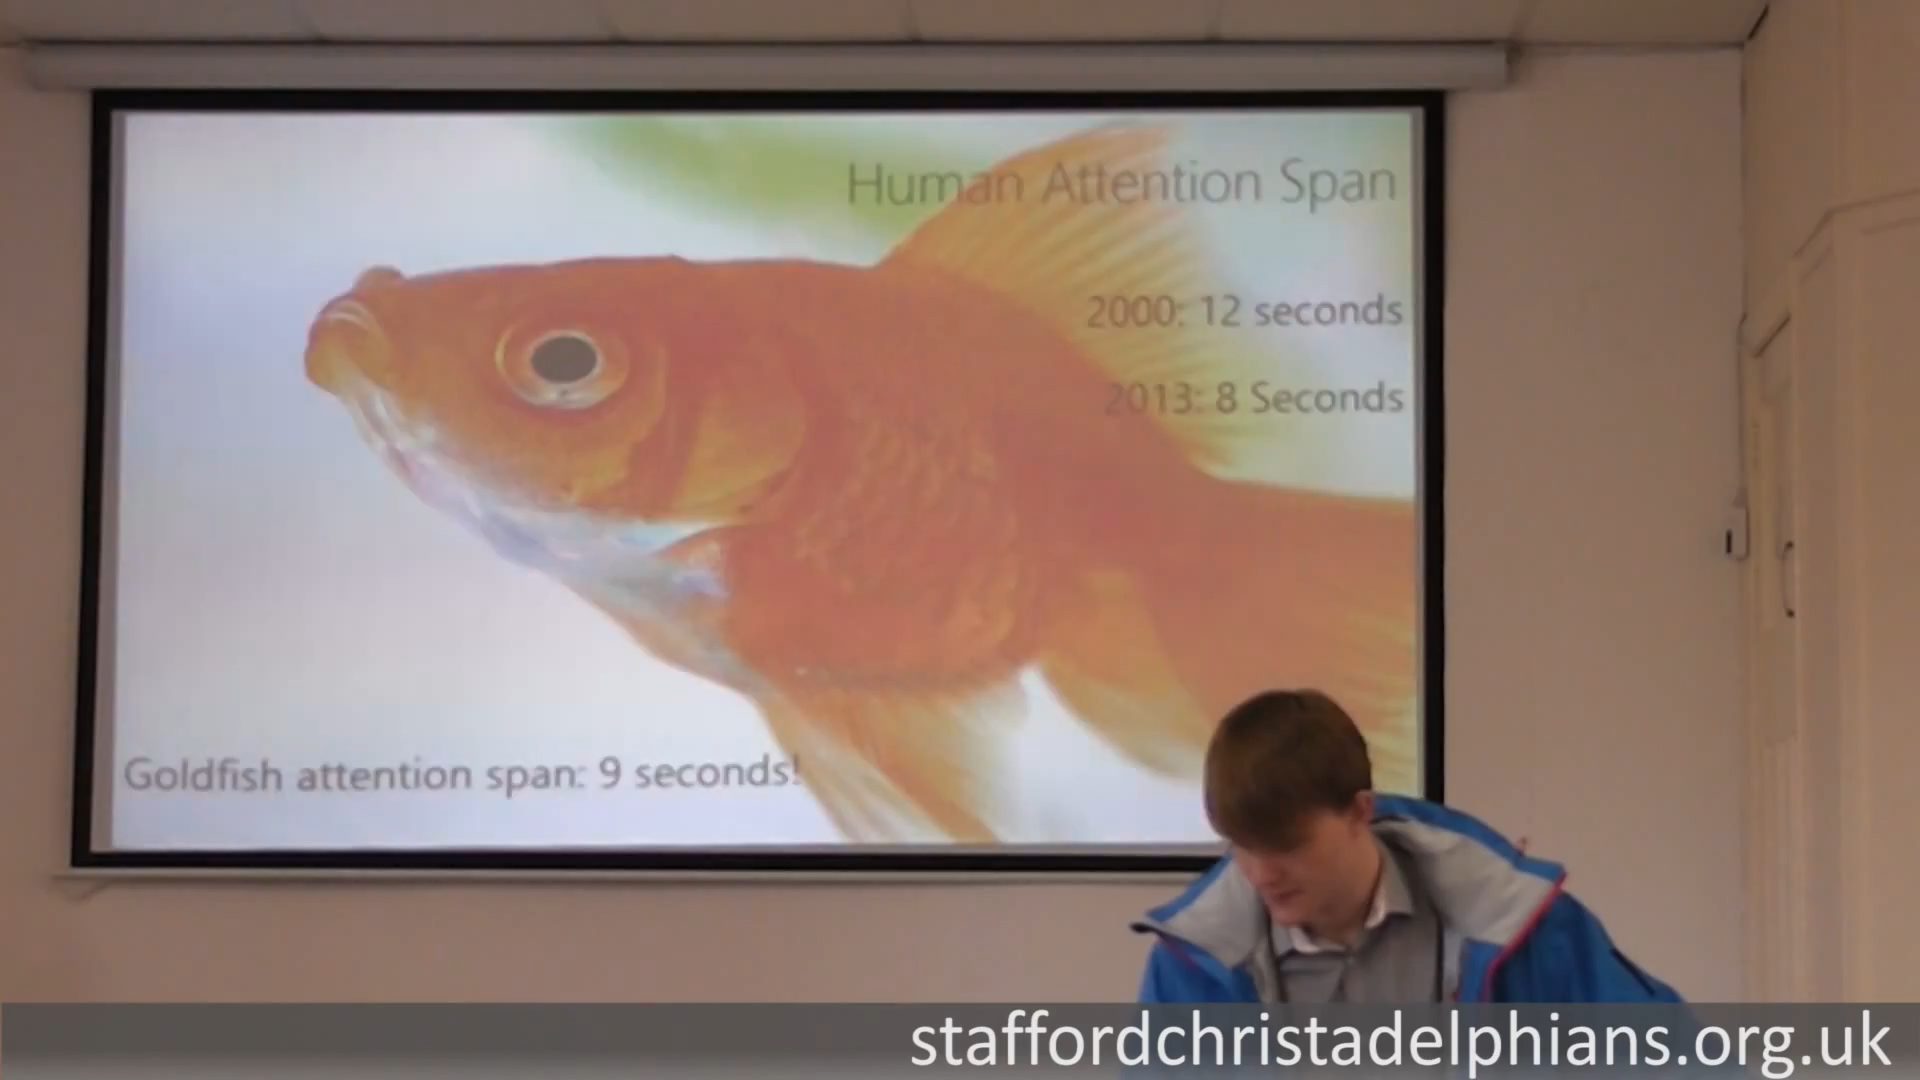 Human Attention Span
2000: 12 seconds
2013: 8 Seconds
Goldfish attention span: 9 seconds!
staffordchristadelphians.org.uk